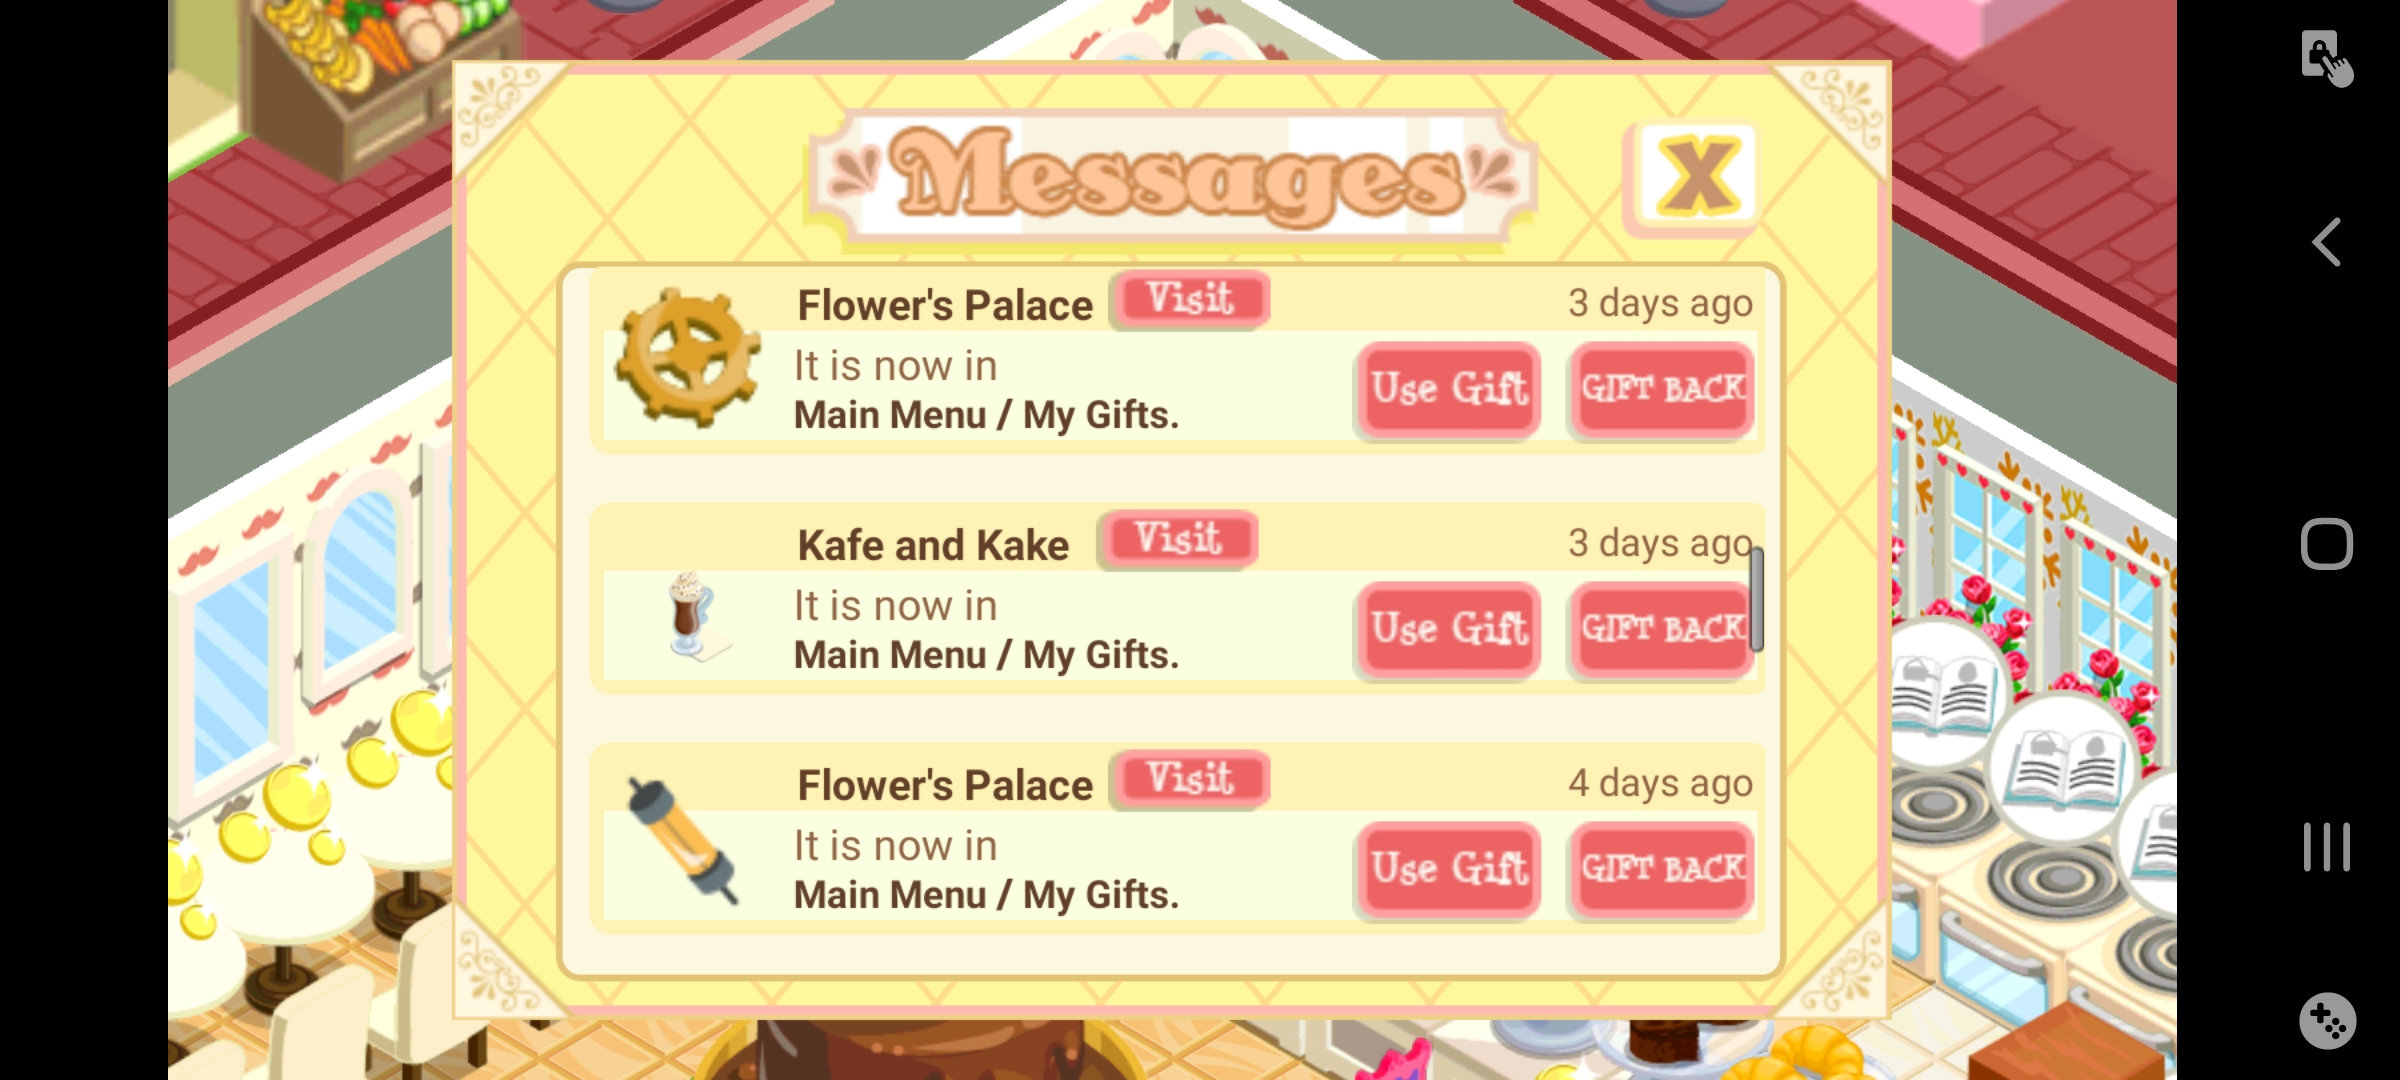 Messages
X
Flower's Palace Visit 3 days ago
It is now in
Main Menu / My Gifts.
Use Gift GIFT BACK
Kafe and Kake Visit 3 days ago
It is now in
Main Menu / My Gifts.
Use Gift GIFT BACK
Flower's Palace Visit 4 days ago
It is now in
Main Menu / My Gifts.
Use Gift GIFT BACK